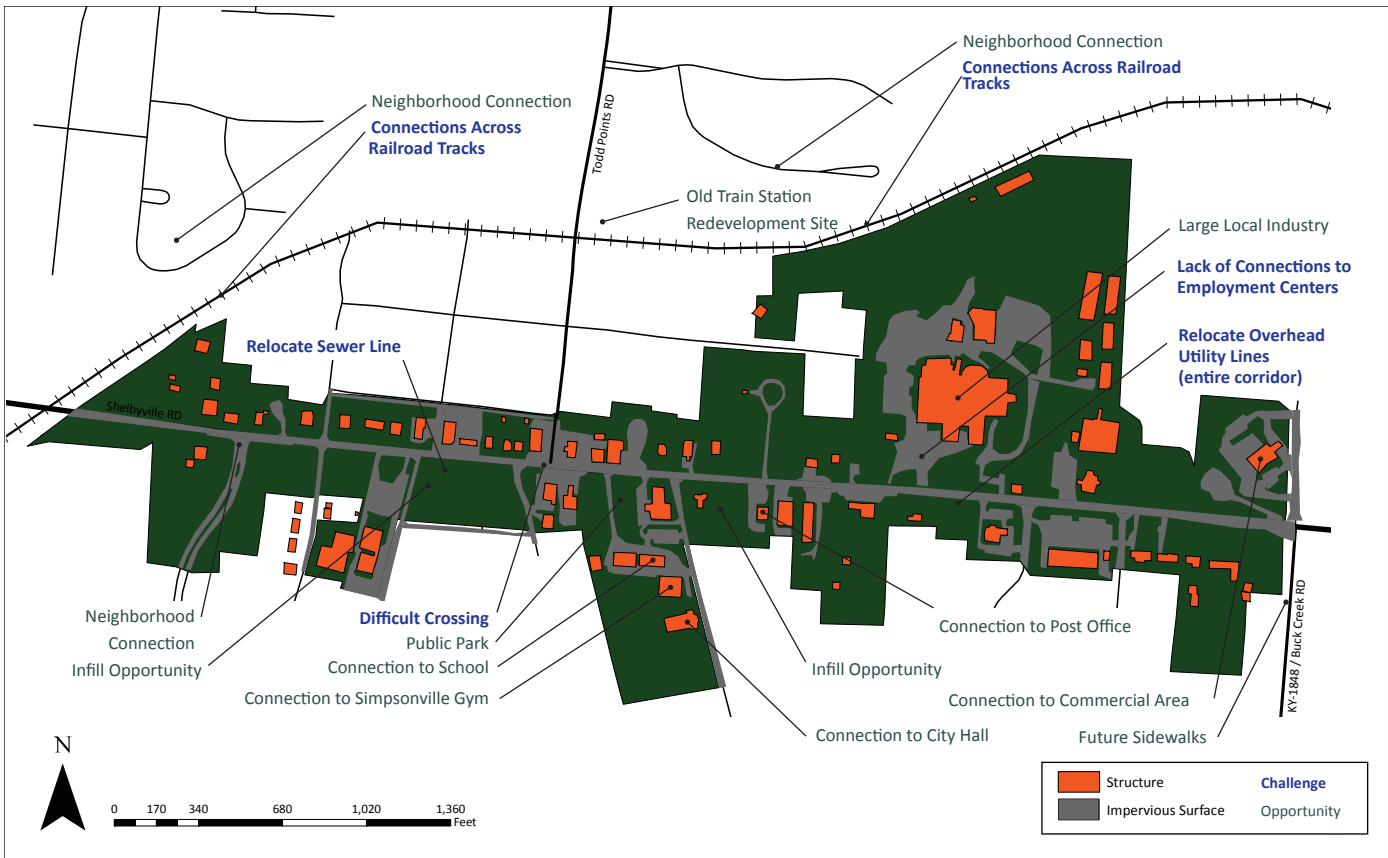 Neighborhood Connection
Connections Across Railroad
Tracks
Neighborhood Connection
Connections Across
Railroad Tracks
Todd Points RD
Old Train Station
Redevelopment Site
Large Local Industry
Lack of Connections to
Employment Centers
Relocate Overhead
Utility Lines
(entire corridor)
Relocate Sewer Line
Shelbyville RD
Neighborhood
Connection
Infill Opportunity
Difficult Crossing
Public Park
Connection to School
Connection to Simpsonville Gym
Connection to Post Office
Infill Opportunity
Connection to Commercial Area
Connection to City Hall
Future Sidewalks
KY-1848 / Buck Creek RD
N
0 170 340 680 1,020 1,360
Feet
Structure Challenge
Impervious Surface Opportunity